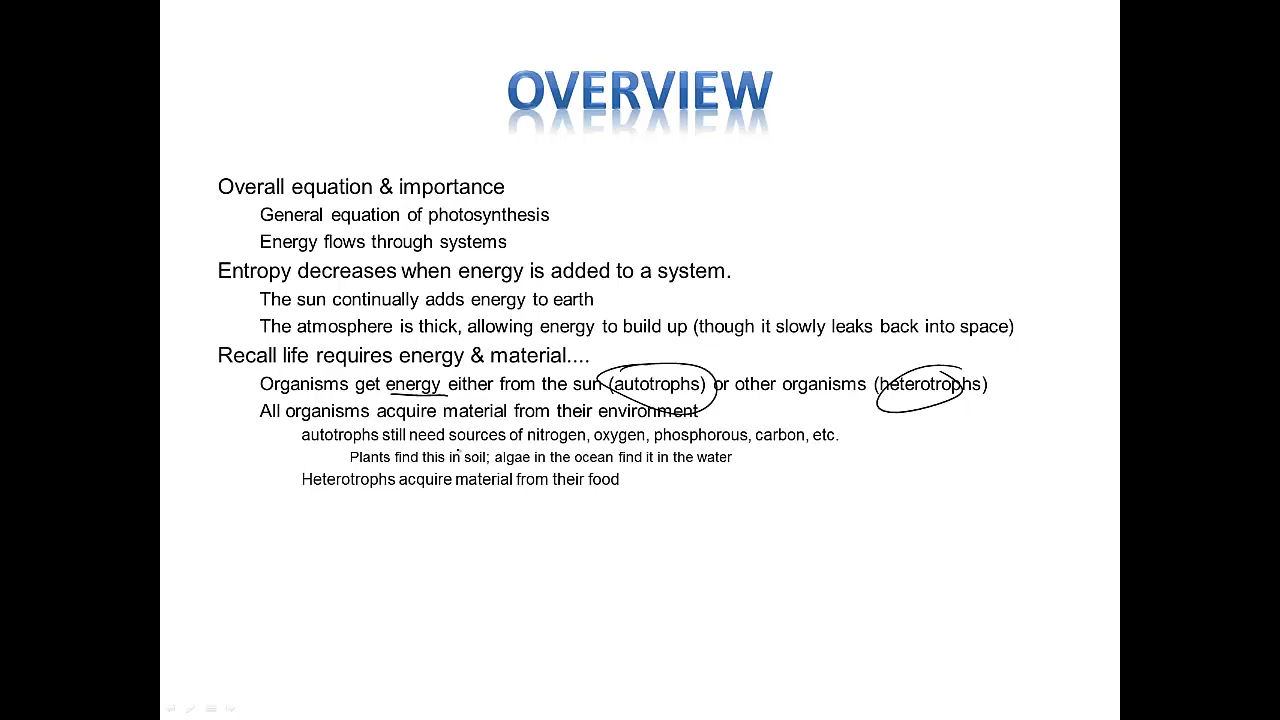 OVERVIEW
Overall equation & importance
General equation of photosynthesis
Energy flows through systems
Entropy decreases when energy is added to a system.
The sun continually adds energy to earth
The atmosphere is thick, allowing energy to build up (though it slowly leaks back into space)
Recall life requires energy & material....
Organisms get energy either from the sun (autotrophs) or other organisms (heterotrophs)
All organisms acquire material from their environment
autotrophs still need sources of nitrogen, oxygen, phosphorous, carbon, etc.
Plants find this in soil; algae in the ocean find it in the water
Heterotrophs acquire material from their food